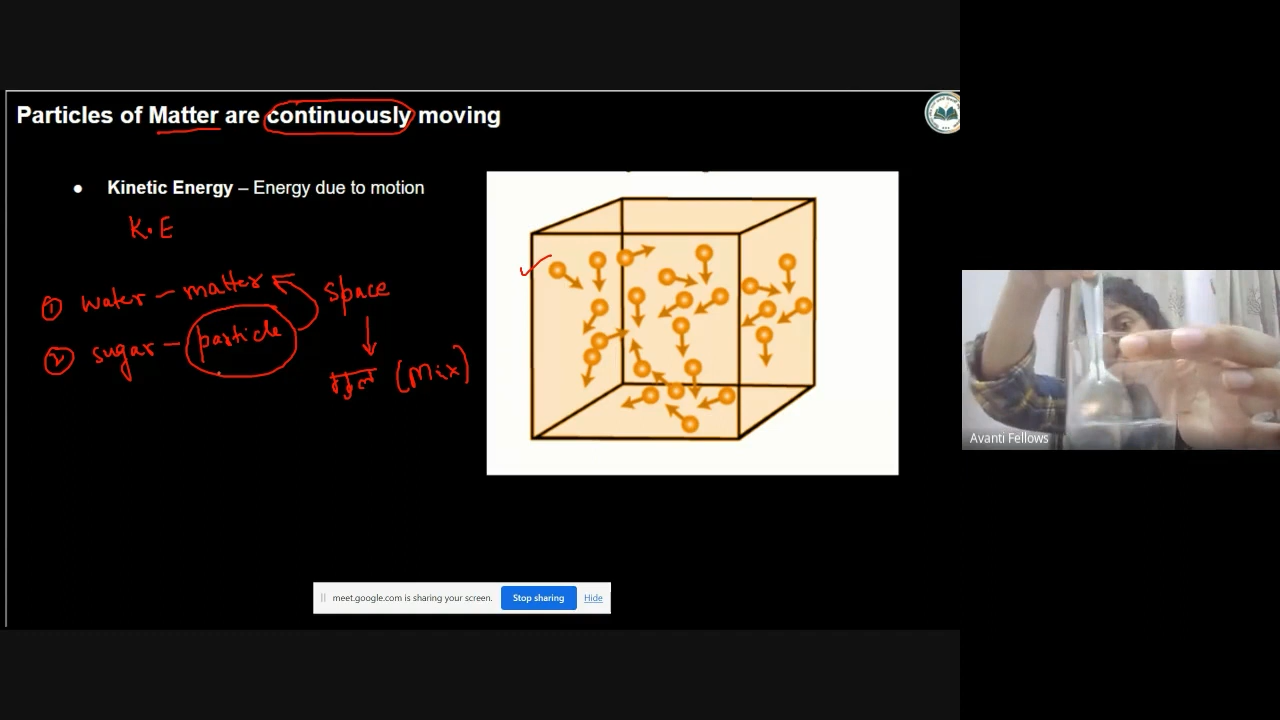 Particles of Matter are continuously moving
● Kinetic Energy – Energy due to motion
K.E
① water – matter
space
② sugar – particle
(Mix)
Avanti Fellows
meet.google.com is sharing your screen.
Stop sharing
Hide